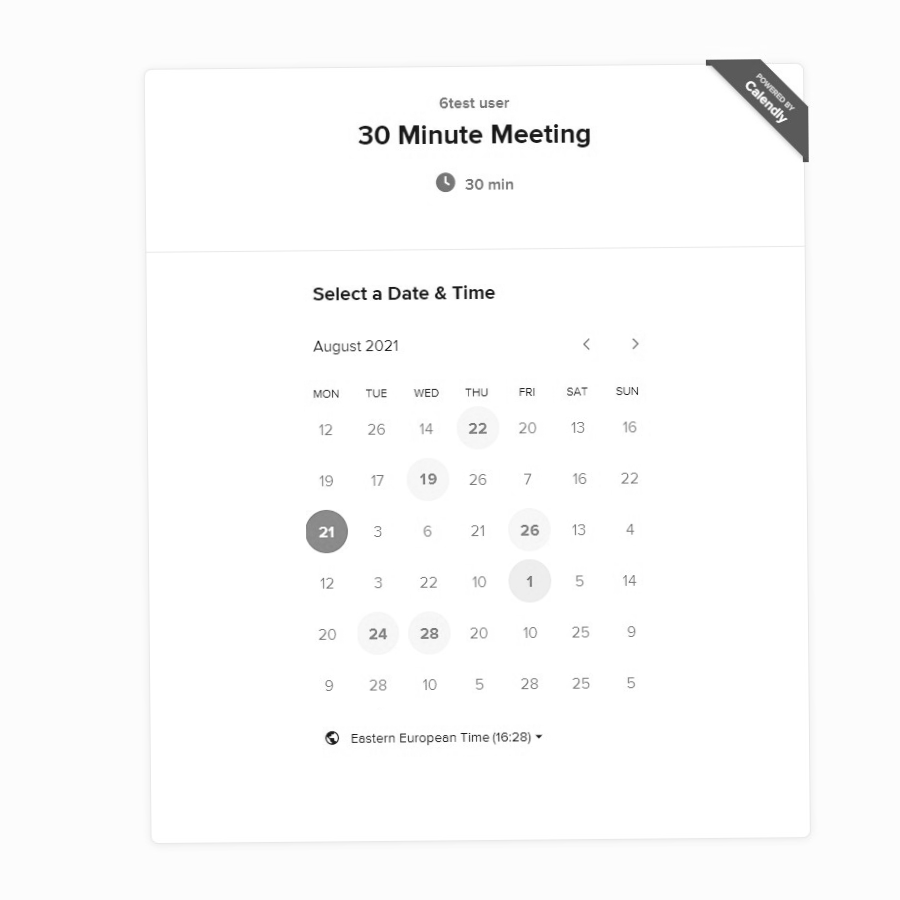 POWERED BY
Calendly
6test user
30 Minute Meeting
30 min
Select a Date & Time
August 2021
MON TUE WED THU FRI SAT SUN
12 26 14 22 20 13 16
19 17 19 26 7 16 22
21 3 6 21 26 13 4
12 3 22 10 1 5 14
20 24 28 20 10 25 9
9 28 10 5 28 25 5
Eastern European Time (16:28)